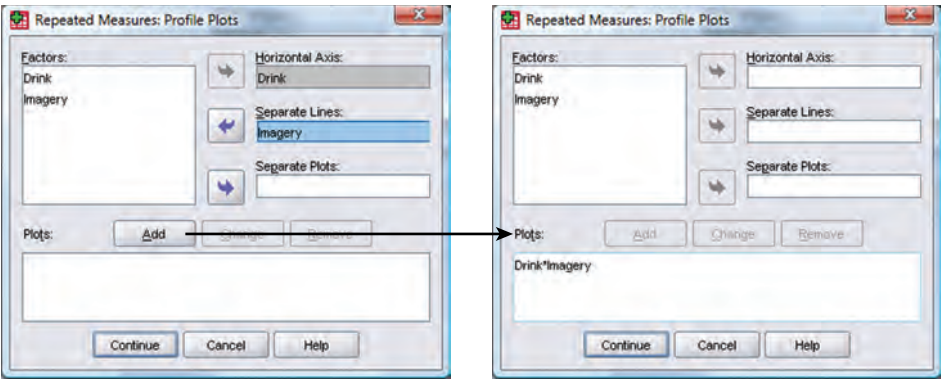 Repeated Measures: Profile Plots
Factors:
Drink
Imagery
Horizontal Axis:
Drink
Separate Lines:
Imagery
Separate Plots:
Plots:
Add
Change
Remove
Continue
Cancel
Help
Repeated Measures: Profile Plots
Factors:
Drink
Imagery
Horizontal Axis:
Separate Lines:
Separate Plots:
Plots:
Add
Change
Remove
Drink*Imagery
Continue
Cancel
Help